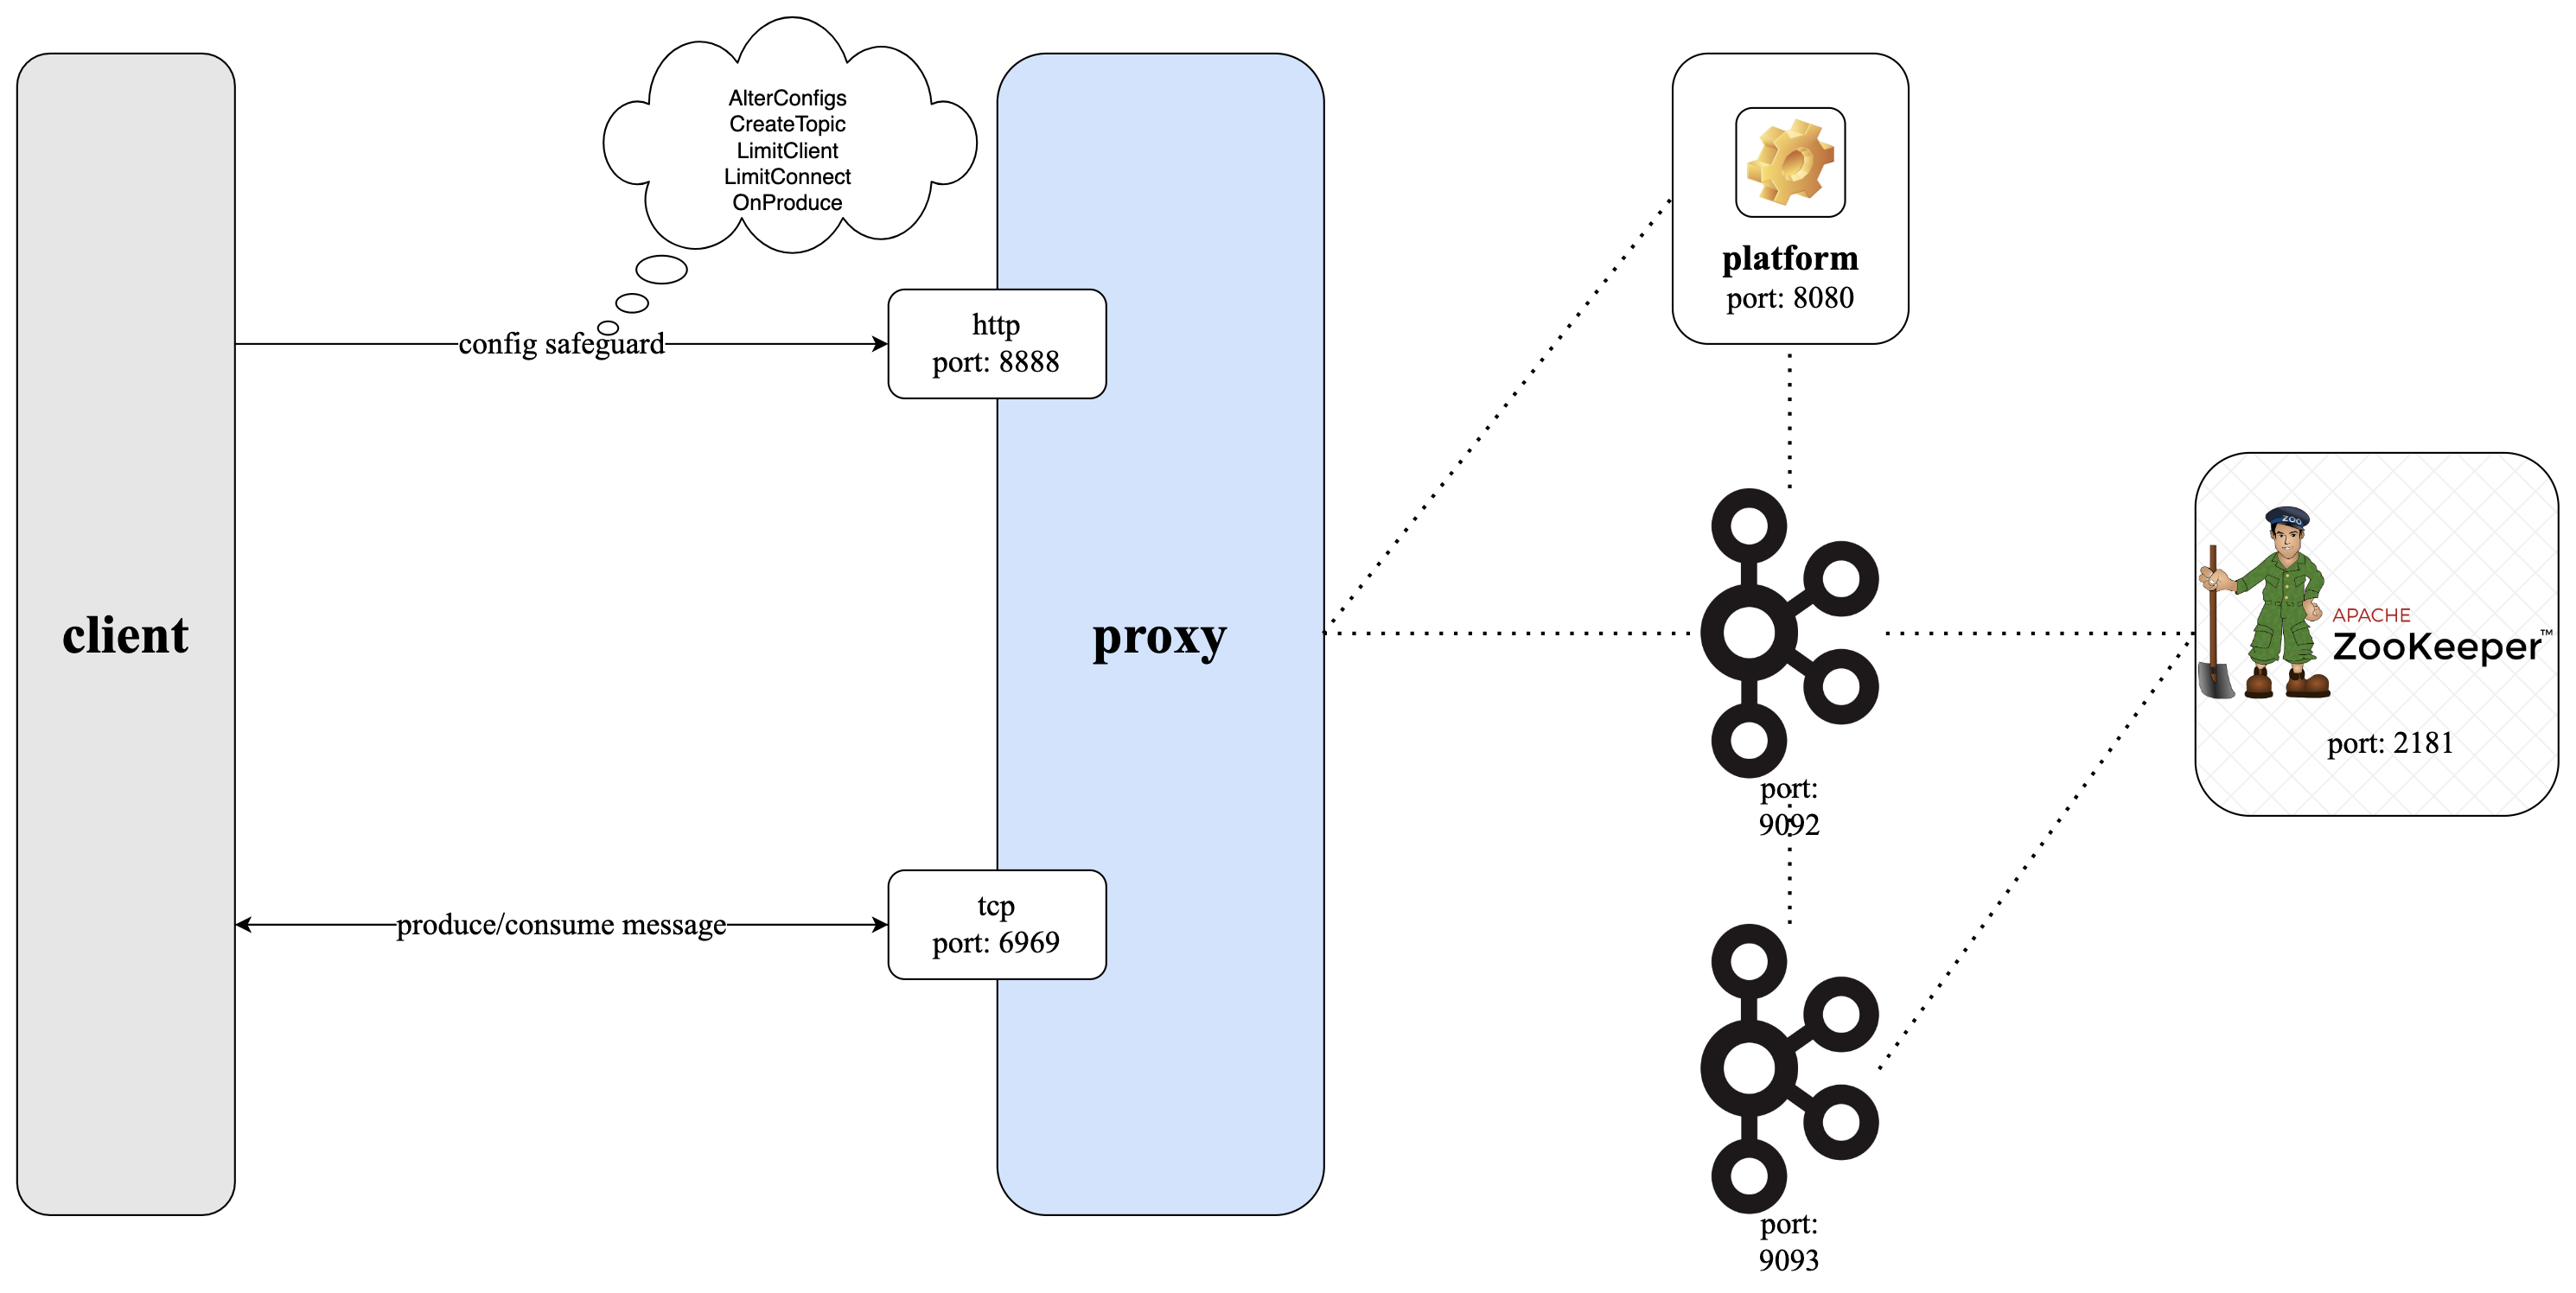 AlterConfigs
CreateTopic
LimitClient
LimitConnect
OnProduce
config safeguard
http
port: 8888
client
proxy
produce/consume message
tcp
port: 6969
platform
port: 8080
port:
9092
port:
9093
ZOO
APACHE
ZooKeeper™
port: 2181